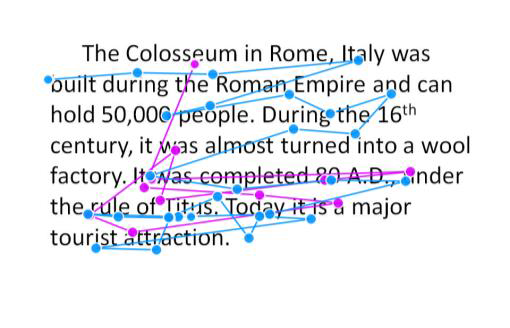 The Colosseum in Rome, Italy was
built during the Roman Empire and can
hold 50,000 people. During the 16th
century, it was almost turned into a wool
factory. It was completed 80 A.D., under
the rule of Titus. Today it is a major
tourist attraction.